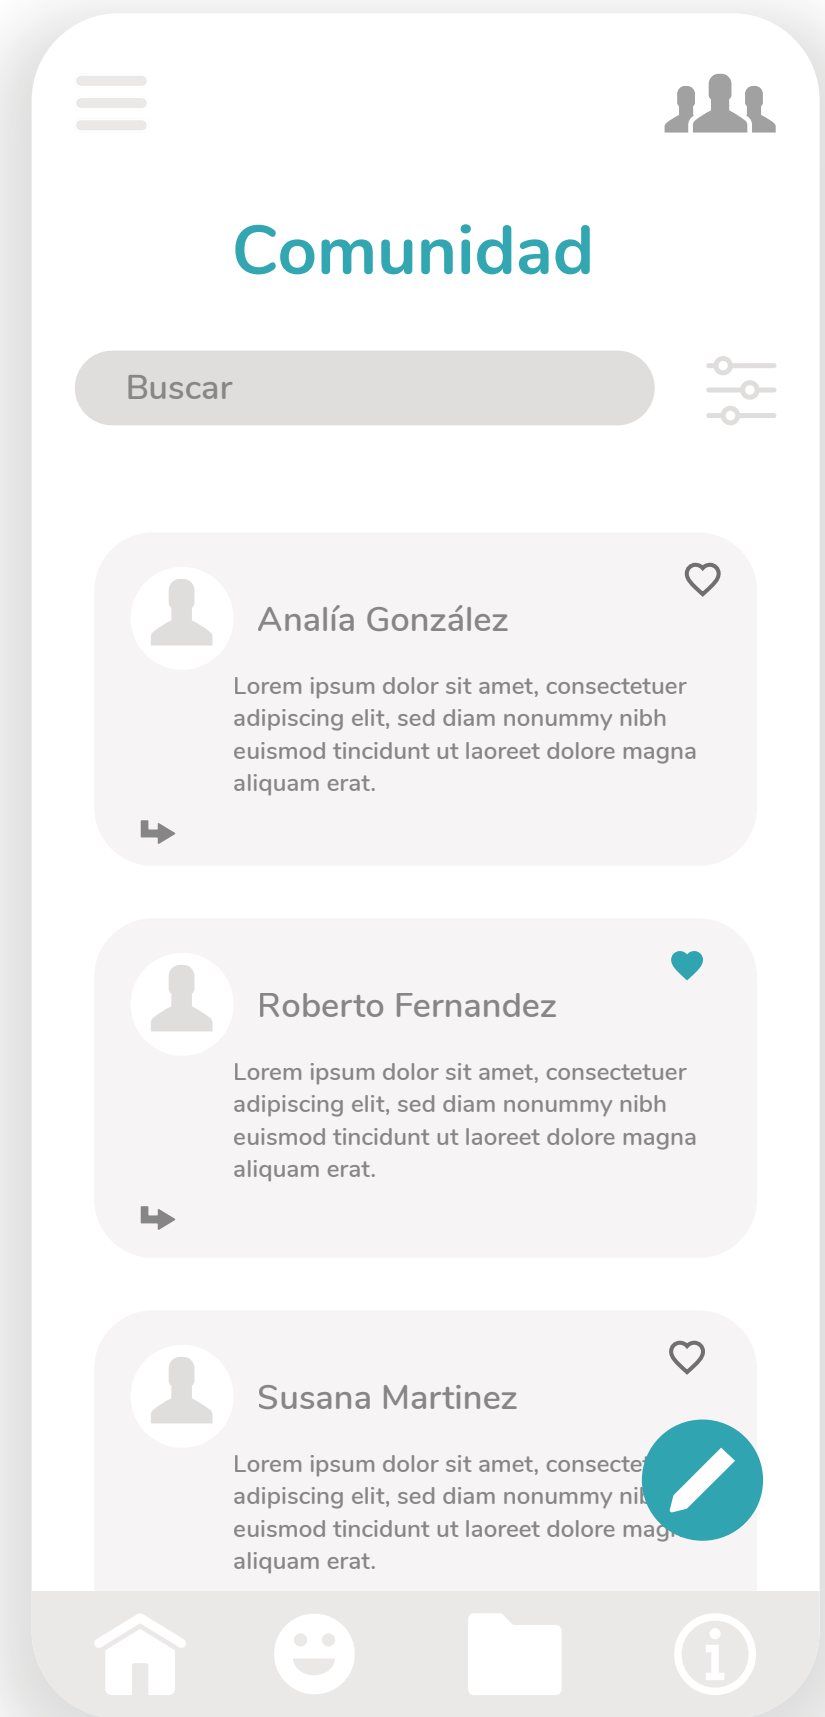 Comunidad
Buscar
Analía González
Lorem ipsum dolor sit amet, consectetuer
adipiscing elit, sed diam nonummy nibh
euismod tincidunt ut laoreet dolore magna
aliquam erat.
Roberto Fernandez
Lorem ipsum dolor sit amet, consectetuer
adipiscing elit, sed diam nonummy nibh
euismod tincidunt ut laoreet dolore magna
aliquam erat.
Susana Martinez
Lorem ipsum dolor sit amet,
adipiscing elit, sed diam nonummy
euismod tincidunt ut laoreet dolore
aliquam erat.